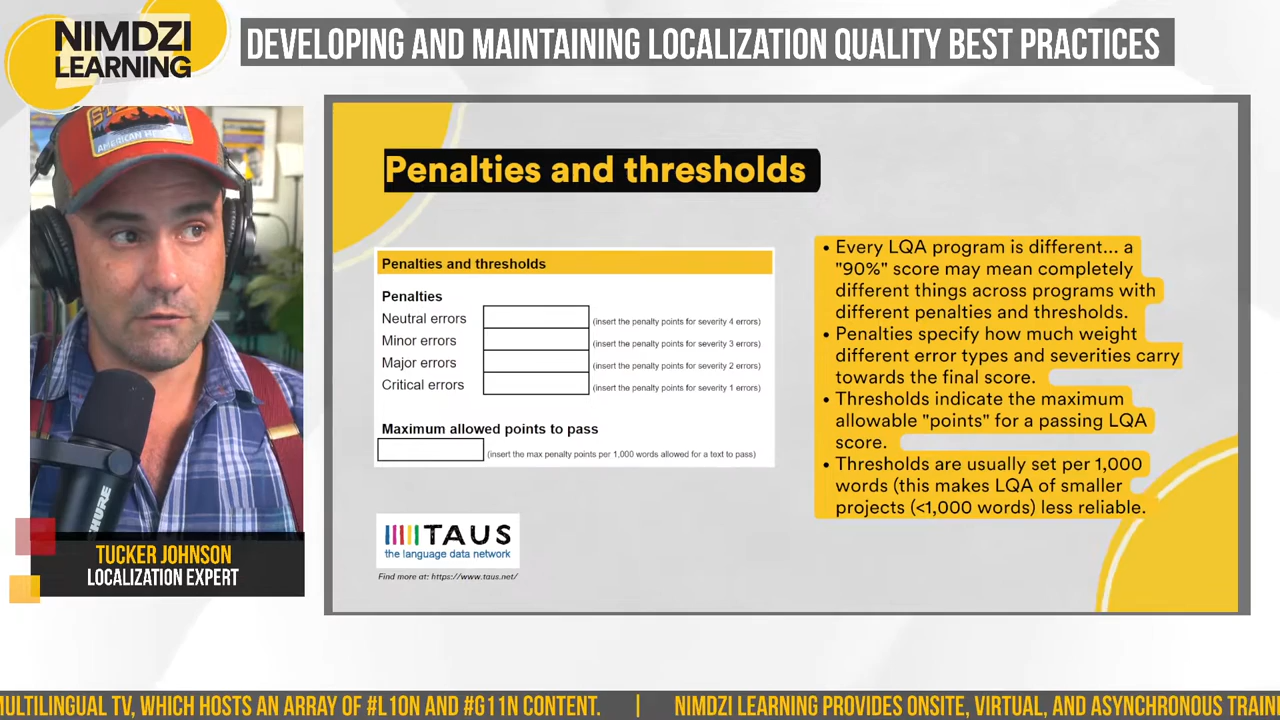 NIMDZI
LEARNING
DEVELOPING AND MAINTAINING LOCALIZATION QUALITY BEST PRACTICES
AMERICAN
SHURE
TUCKER JOHNSON
LOCALIZATION EXPERT
Penalties and thresholds
Penalties and thresholds
Penalties
Neutral errors (insert the penalty points for severity 4 errors)
Minor errors (insert the penalty points for severity 3 errors)
Major errors (insert the penalty points for severity 2 errors)
Critical errors (insert the penalty points for severity 1 errors)
Maximum allowed points to pass
(insert the max penalty points per 1,000 words allowed for a text to pass)
TAUS
the language data network
Find more at: https://www.taus.net/
• Every LQA program is different... a
"90%" score may mean completely
different things across programs with
different penalties and thresholds.
• Penalties specify how much weight
different error types and severities carry
towards the final score.
• Thresholds indicate the maximum
allowable "points" for a passing LQA
score.
• Thresholds are usually set per 1,000
words (this makes LQA of smaller
projects (<1,000 words) less reliable.
MULTILINGUAL TV, WHICH HOSTS AN ARRAY OF #L10N AND #G11N CONTENT. | NIMDZI LEARNING PROVIDES ONSITE, VIRTUAL, AND ASYNCHRONOUS TRAINI